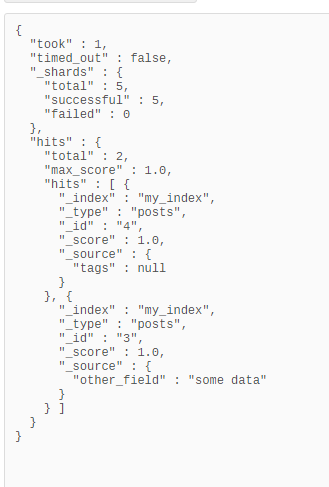 {
  "took" : 1,
  "timed_out" : false,
  "_shards" : {
    "total" : 5,
    "successful" : 5,
    "failed" : 0
  },
  "hits" : {
    "total" : 2,
    "max_score" : 1.0,
    "hits" : [ {
      "_index" : "my_index",
      "_type" : "posts",
      "_id" : "4",
      "_score" : 1.0,
      "_source" : {
        "tags" : null
      }
    }, {
      "_index" : "my_index",
      "_type" : "posts",
      "_id" : "3",
      "_score" : 1.0,
      "_source" : {
        "other_field" : "some data"
      }
    } ]
  }
}